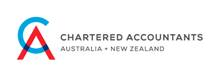 CHARTERED ACCOUNTANTS
AUSTRALIA + NEW ZEALAND